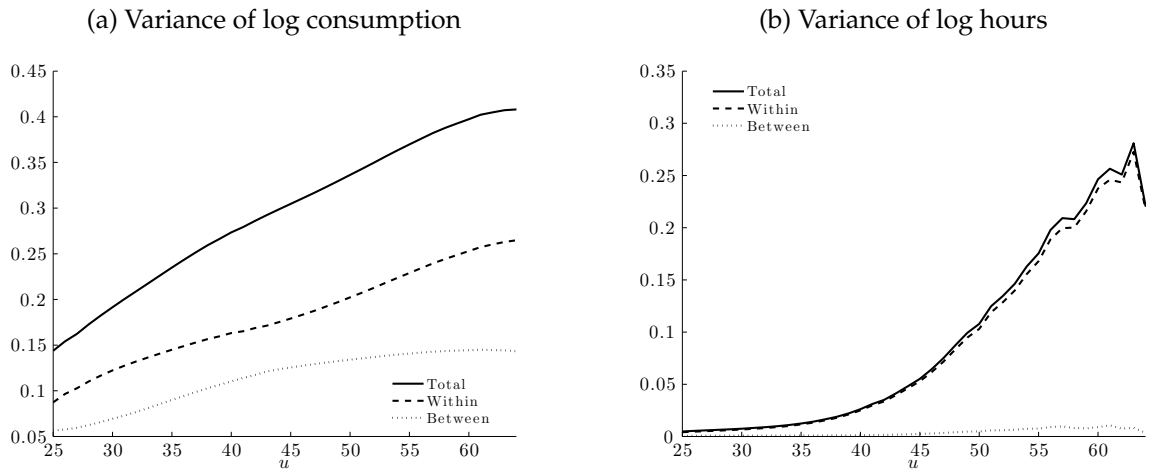 (a) Variance of log consumption
0.45
0.4
0.35
0.3
0.25
0.2
0.15
0.1
0.05
25 30 35 40 45 50 55 60
u
Total
Within
Between
(b) Variance of log hours
0.35
0.3
0.25
0.2
0.15
0.1
0.05
0
25 30 35 40 45 50 55 60
u
Total
Within
Between